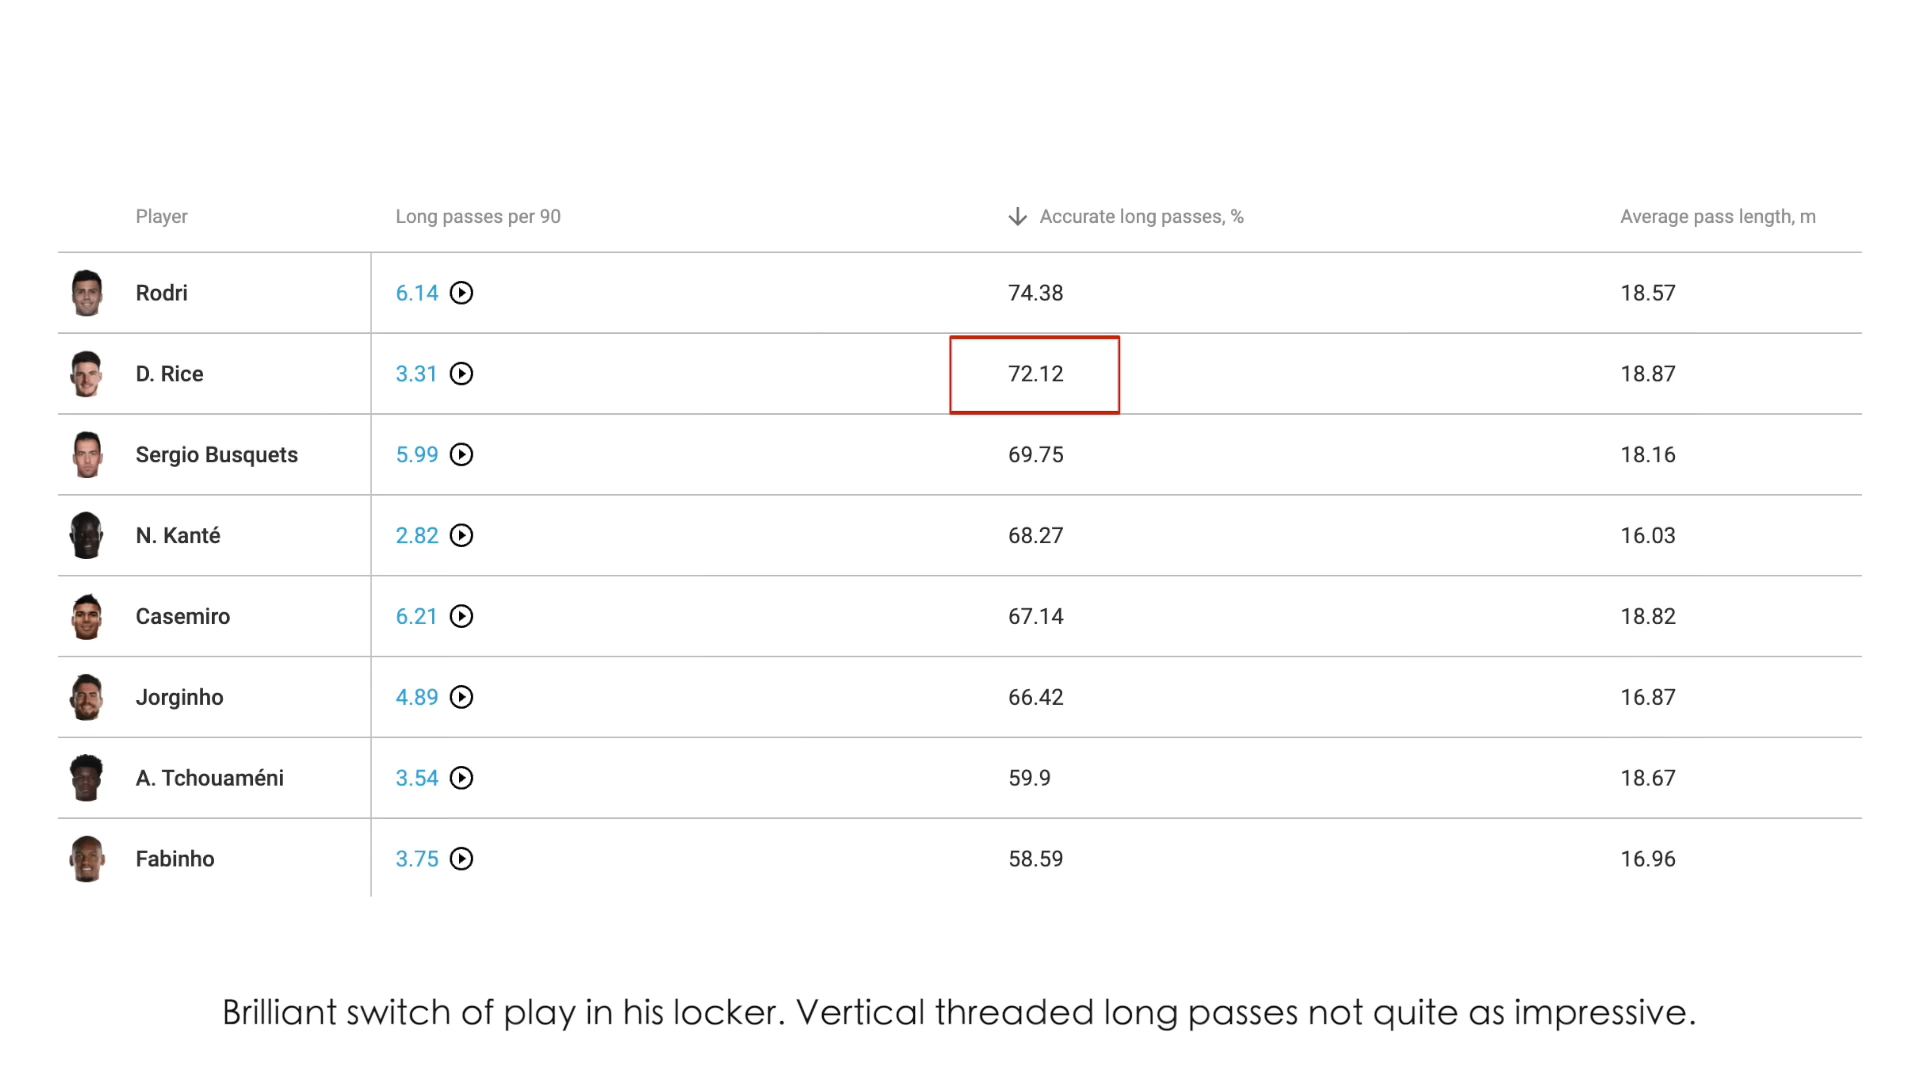 Player Long passes per 90 Accurate long passes, % Average pass length, m
Rodri 6.14 74.38 18.57
D. Rice 3.31 72.12 18.87
Sergio Busquets 5.99 69.75 18.16
N. Kanté 2.82 68.27 16.03
Casemiro 6.21 67.14 18.82
Jorginho 4.89 66.42 16.87
A. Tchouaméni 3.54 59.9 18.67
Fabinho 3.75 58.59 16.96
Brilliant switch of play in his locker. Vertical threaded long passes not quite as impressive.